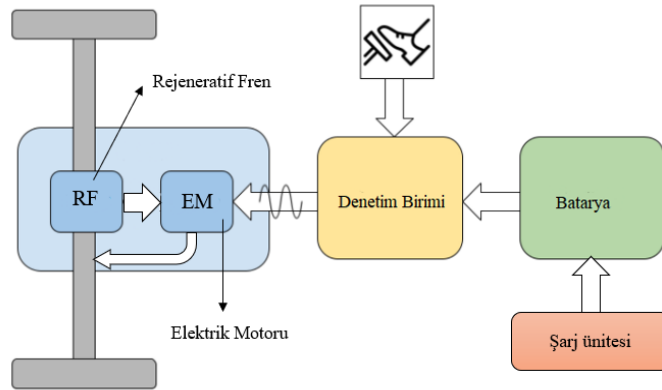 Rejeneratif Fren
RF
EM
Denetim Birimi
Batarya
Elektrik Motoru
Şarj ünitesi